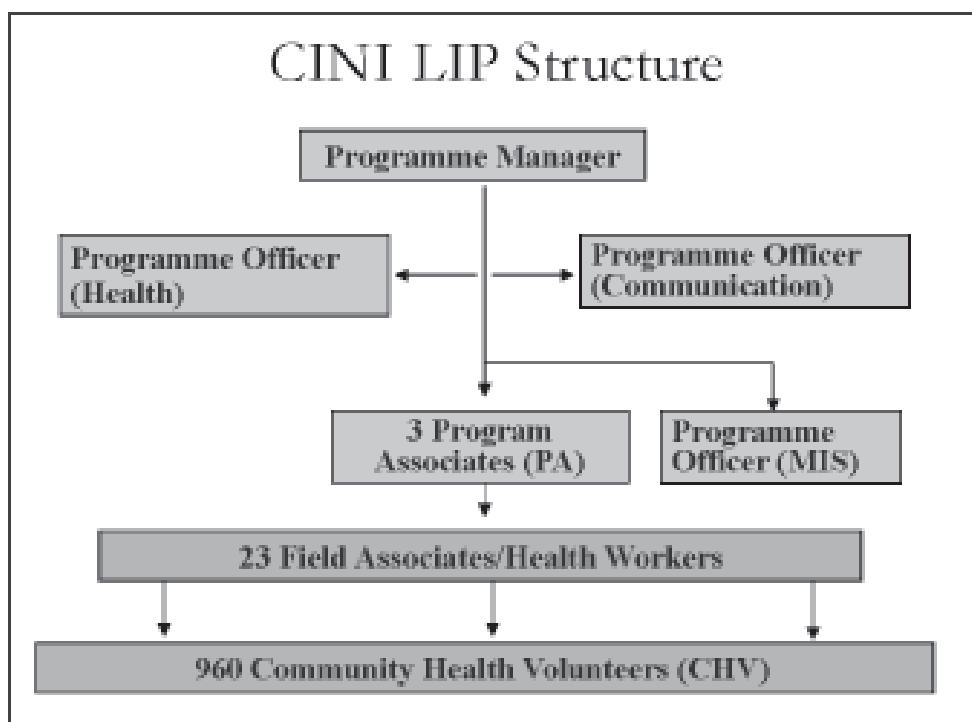 CINI LIP Structure
Programme Manager
Programme Officer
(Health)
Programme Officer
(Communication)
3 Program
Associates (PA)
Programme
Officer (MIS)
23 Field Associates/Health Workers
960 Community Health Volunteers (CHV)